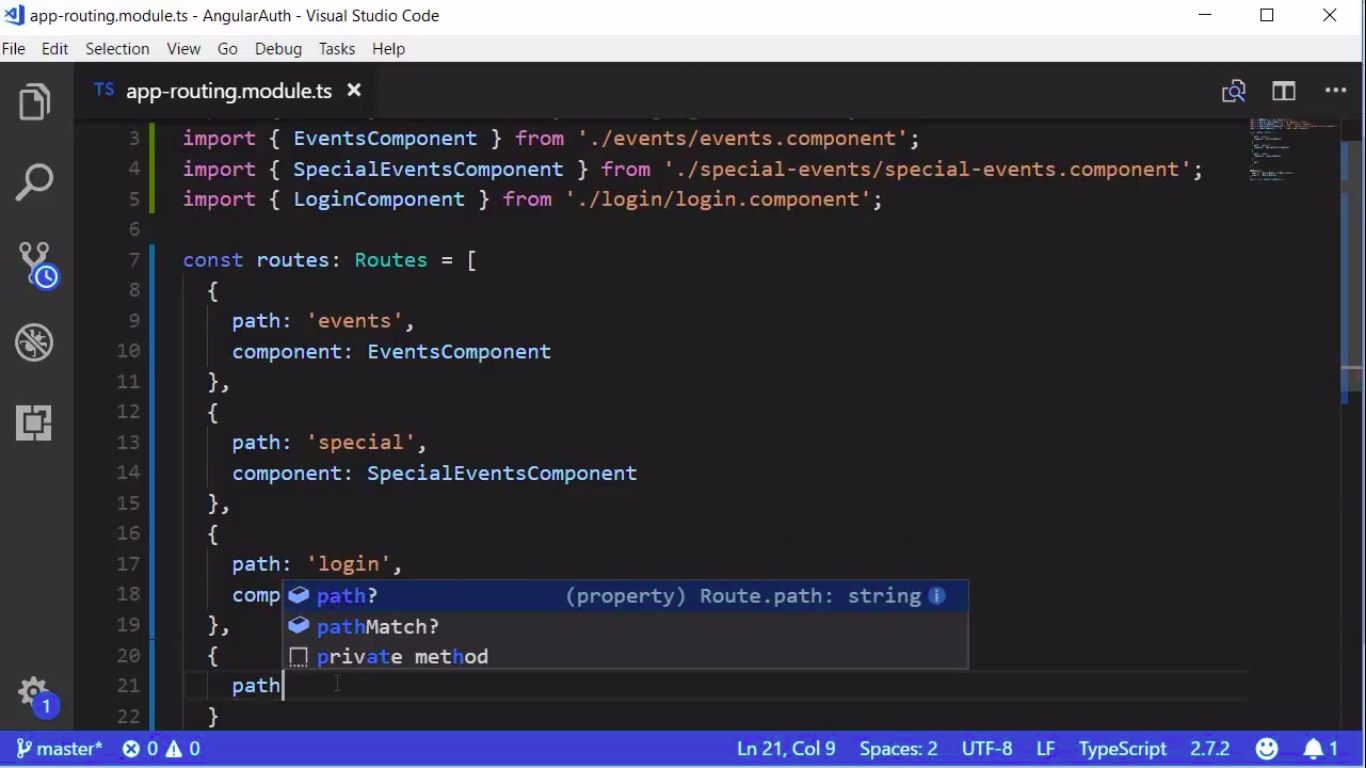 app-routing.module.ts - AngularAuth - Visual Studio Code
File Edit Selection View Go Debug Tasks Help
TS app-routing.module.ts
3 import { EventsComponent } from './events/events.component';
4 import { SpecialEventsComponent } from './special-events/special-events.component';
5 import { LoginComponent } from './login/login.component';
6
7 const routes: Routes = [
8 {
9 path: 'events',
10 component: EventsComponent
11 },
12 {
13 path: 'special',
14 component: SpecialEventsComponent
15 },
16 {
17 path: 'login',
18 comp
path? (property) Route.path: string
19 },
pathMatch?
20 {
private method
21 path
22 }
1
master* 0 0 Ln 21, Col 9 Spaces: 2 UTF-8 LF TypeScript 2.7.2 1